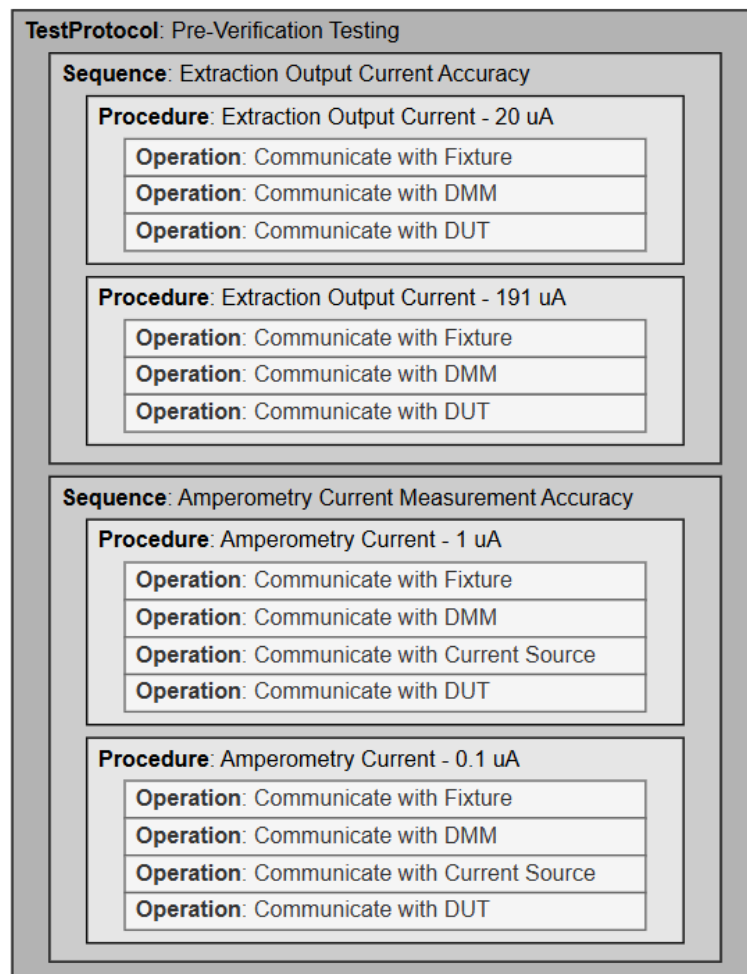 TestProtocol: Pre-Verification Testing
Sequence: Extraction Output Current Accuracy
Procedure: Extraction Output Current - 20 uA
Operation: Communicate with Fixture
Operation: Communicate with DMM
Operation: Communicate with DUT
Procedure: Extraction Output Current - 191 uA
Operation: Communicate with Fixture
Operation: Communicate with DMM
Operation: Communicate with DUT
Sequence: Amperometry Current Measurement Accuracy
Procedure: Amperometry Current - 1 uA
Operation: Communicate with Fixture
Operation: Communicate with DMM
Operation: Communicate with Current Source
Operation: Communicate with DUT
Procedure: Amperometry Current - 0.1 uA
Operation: Communicate with Fixture
Operation: Communicate with DMM
Operation: Communicate with Current Source
Operation: Communicate with DUT